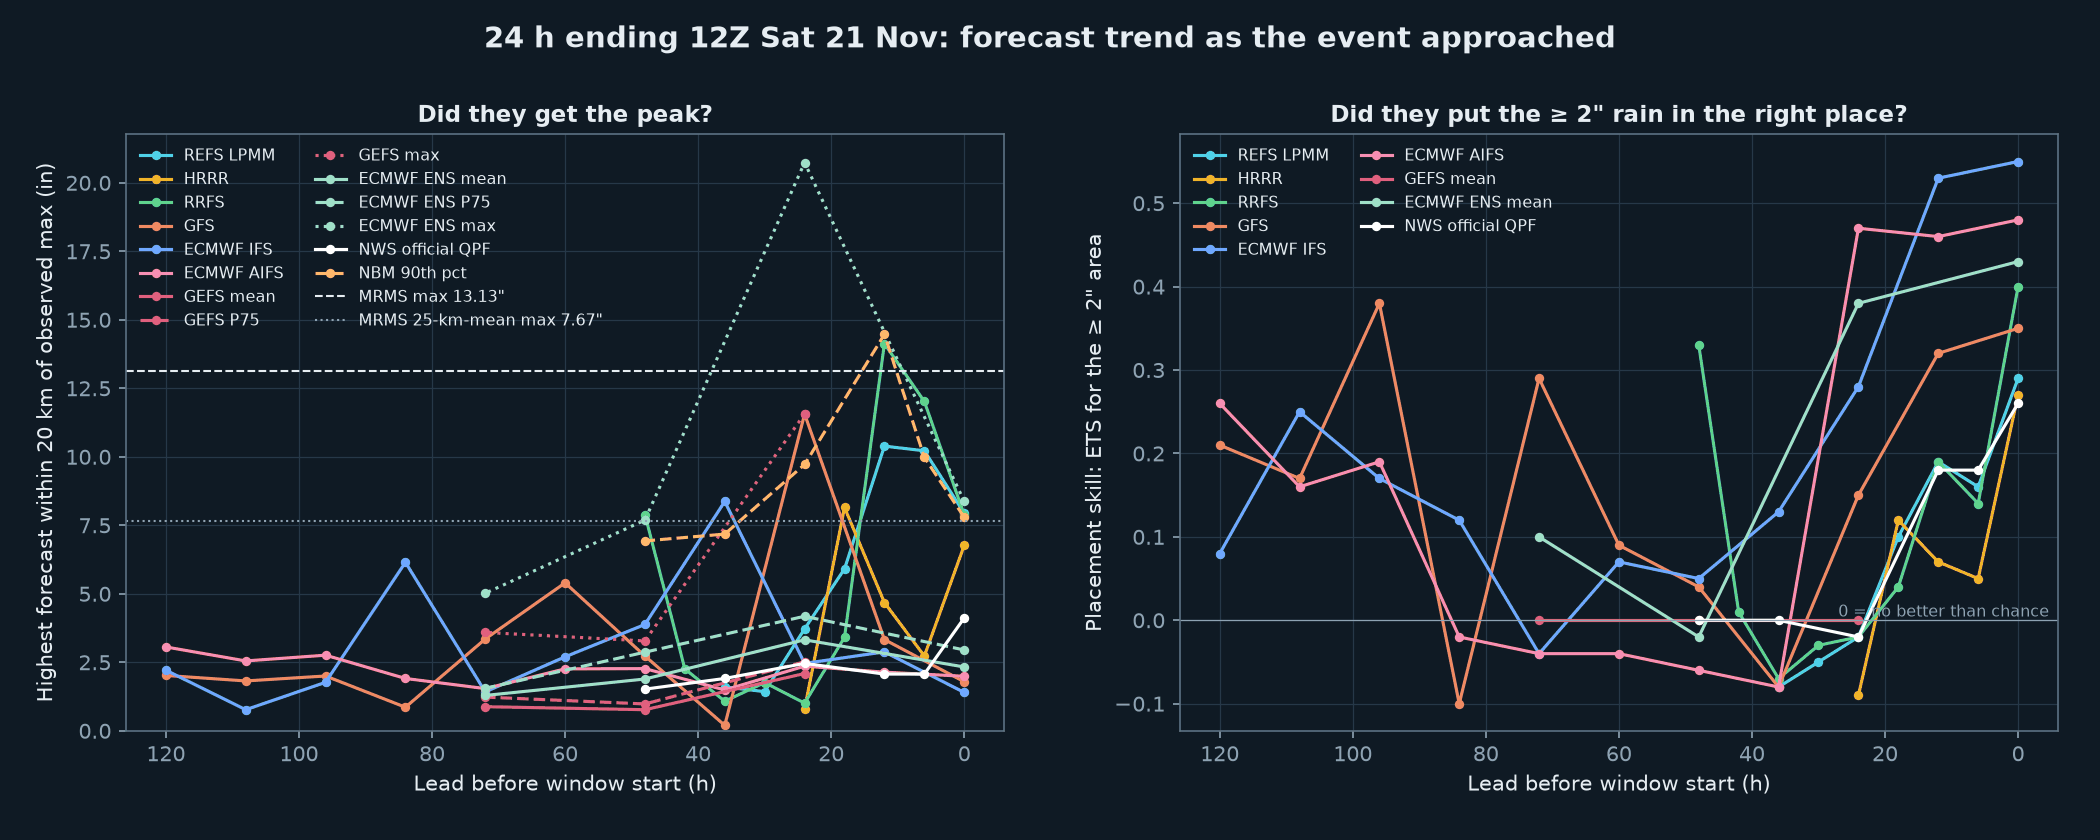 24 h ending 12Z Sat 21 Nov: forecast trend as the event approached
Did they get the peak?
Highest forecast within 20 km of observed max (in)
20.0
17.5
15.0
12.5
10.0
7.5
5.0
2.5
0.0
REFS LPMM
HRRR
RRFS
GFS
ECMWF IFS
ECMWF AIFS
GEFS mean
GEFS P75
GEFS max
ECMWF ENS mean
ECMWF ENS P75
ECMWF ENS max
NWS official QPF
NBM 90th pct
MRMS max 13.13"
MRMS 25-km-mean max 7.67"
120 100 80 60 40 20 0
Lead before window start (h)
Did they put the ≥ 2" rain in the right place?
Placement skill: ETS for the ≥ 2" area
0.5
0.4
0.3
0.2
0.1
0.0
−0.1
REFS LPMM
HRRR
RRFS
GFS
ECMWF IFS
ECMWF AIFS
GEFS mean
ECMWF ENS mean
NWS official QPF
0 = no better than chance
120 100 80 60 40 20 0
Lead before window start (h)